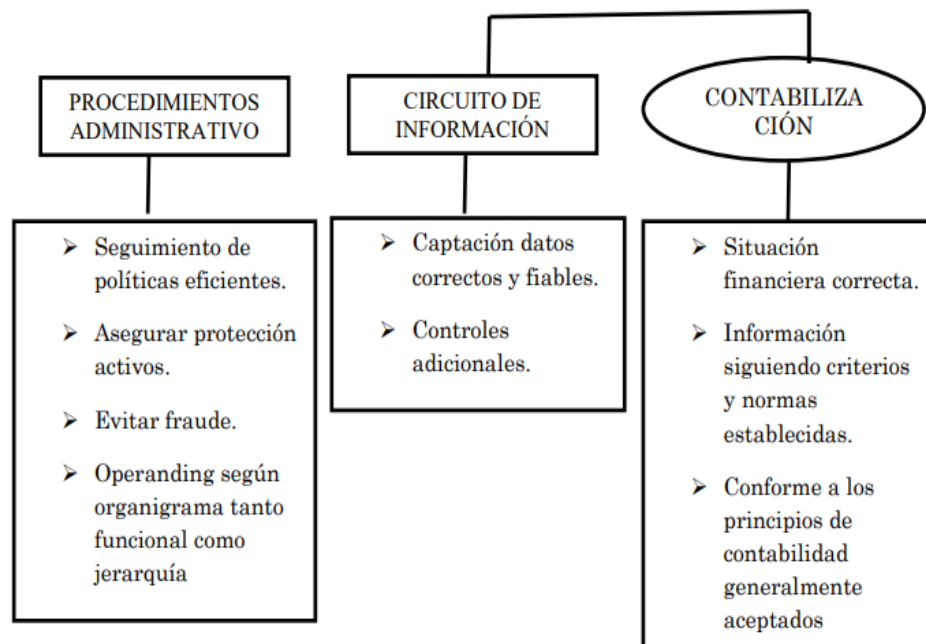 PROCEDIMIENTOS
ADMINISTRATIVO
CIRCUITO DE
INFORMACIÓN
CONTABILIZA
CIÓN
➢ Seguimiento de
políticas eficientes.
➢ Asegurar protección
activos.
➢ Evitar fraude.
➢ Operanding según
organigrama tanto
funcional como
jerarquía
➢ Captación datos
correctos y fiables.
➢ Controles
adicionales.
➢ Situación
financiera correcta.
➢ Información
siguiendo criterios
y normas
establecidas.
➢ Conforme a los
principios de
contabilidad
generalmente
aceptados